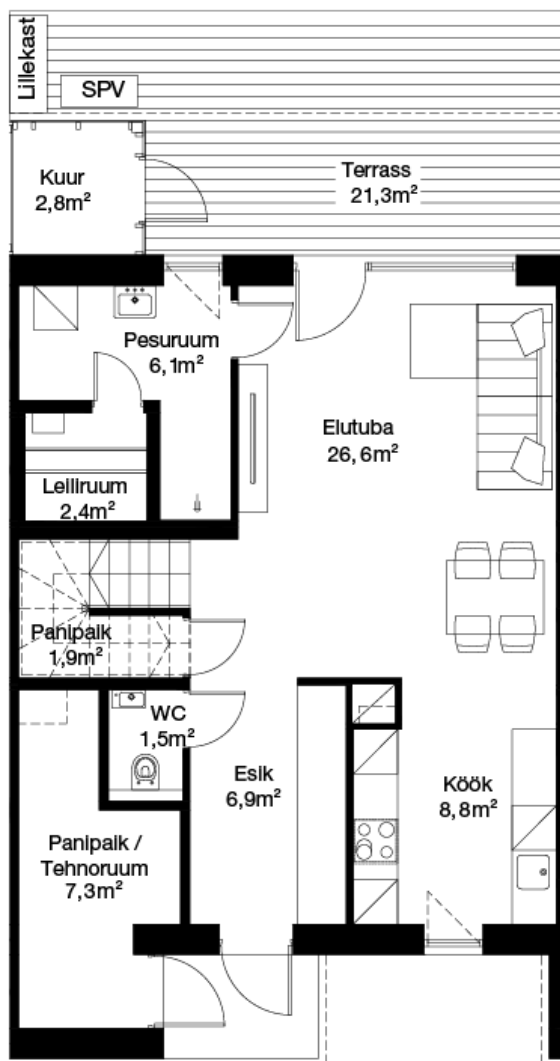 Lillekast
SPV
Kuur
2,8m²
Terrass
21,3m²
Pesuruum
6,1m²
Elutuba
26,6m²
Leiliruum
2,4m²
Panipaik
1,9m²
WC
1,5m²
Esik
6,9m²
Köök
8,8m²
Panipaik /
Tehnoruum
7,3m²